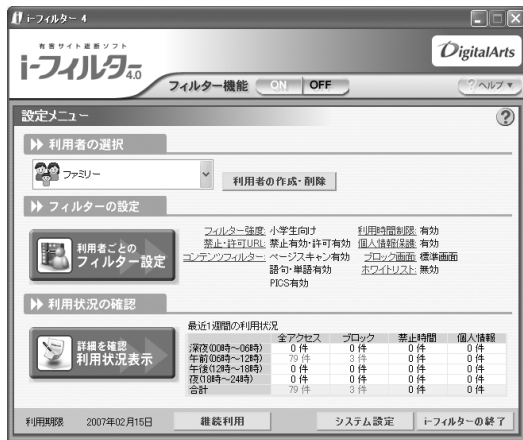 i-フィルター 4
有害サイト遮断ソフト
i-フィルタ 4.0
DigitalArts
フィルター機能 ON OFF
? ヘルプ ▼
設定メニュー ?
利用者の選択
ファミリー 利用者の作成・削除
フィルターの設定
利用者ごとの
フィルター設定
フィルター強度: 小学生向け 利用時間制限: 有効
禁止・許可URL: 禁止有効・許可有効 個人情報保護: 有効
コンテンツフィルター: ページスキャン有効 ブロック画面: 標準画面
語句・単語有効 ホワイトリスト: 無効
PICS有効
利用状況の確認
詳細を確認
利用状況表示
最近1週間の利用状況
全アクセス ブロック 禁止時間 個人情報
深夜(00時～06時) 0 件 0 件 0 件 0 件
午前(06時～12時) 79 件 3 件 0 件 0 件
午後(12時～18時) 0 件 0 件 0 件 0 件
夜(18時～24時) 0 件 0 件 0 件 0 件
合計 79 件 3 件 0 件 0 件
利用期限 2007年02月15日 継続利用 システム設定 i-フィルターの終了